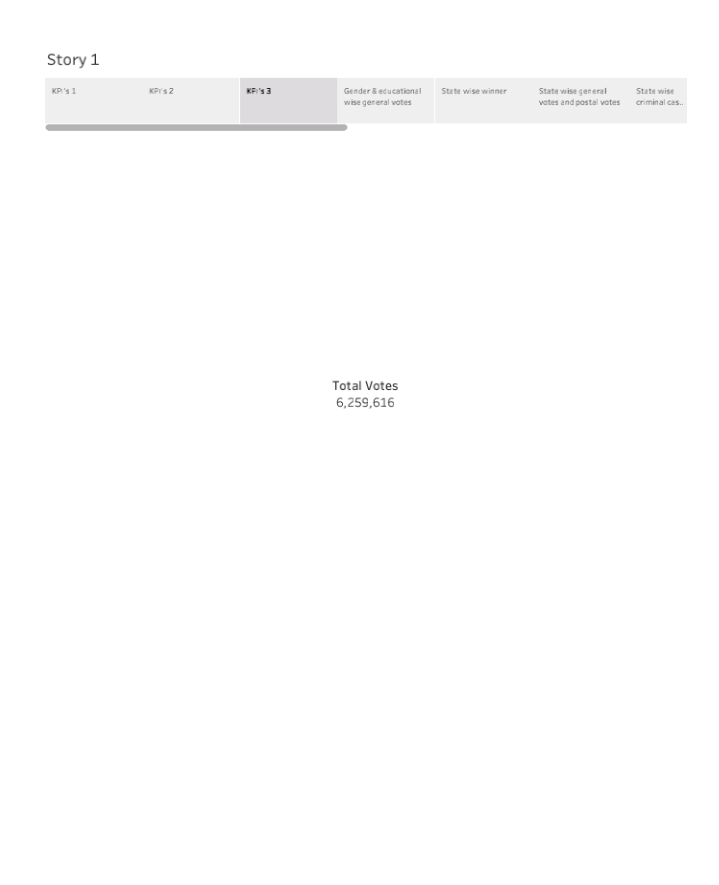 Story 1
KPI's 1
KPI's 2
KPI's 3
Gender & educational
wise general votes
State wise winner
State wise general
votes and postal votes
State wise
criminal cas..
Total Votes
6,259,616